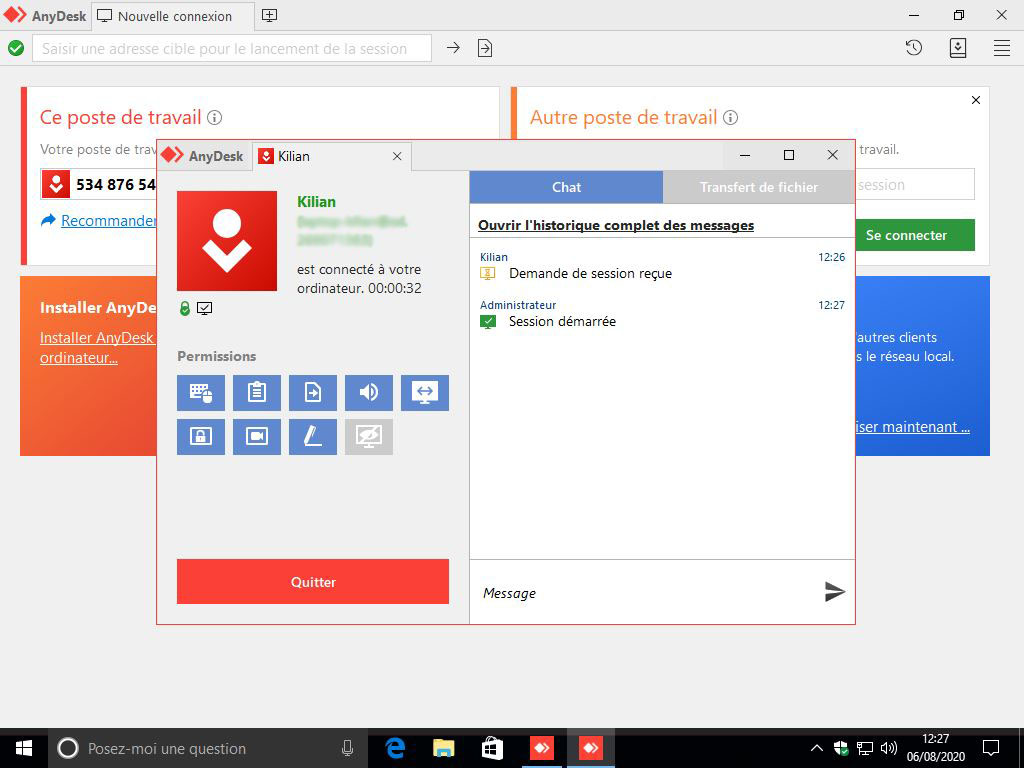 AnyDesk
Nouvelle connexion
Saisir une adresse cible pour le lancement de la session
Ce poste de travail
Autre poste de travail
Votre poste de
travail.
534 876 54
session
Recommander
Se connecter
Installer AnyDe
Installer AnyDesk
ordinateur...
autres clients
s le réseau local.
iser maintenant ...
AnyDesk
Kilian
Kilian
est connecté à votre
ordinateur. 00:00:32
Permissions
Quitter
Chat
Transfert de fichier
Ouvrir l'historique complet des messages
Kilian 12:26
Demande de session reçue
Administrateur 12:27
Session démarrée
Message
Posez-moi une question
12:27
06/08/2020